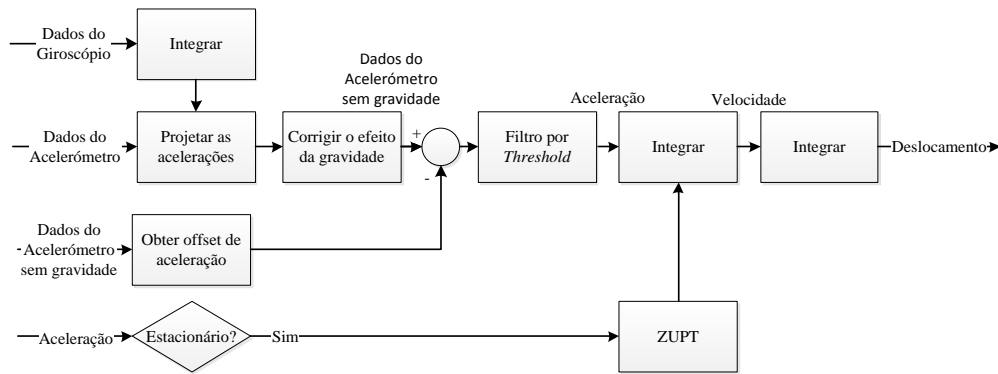 Dados do
Giroscópio
Integrar
Dados do
Acelerómetro
sem gravidade
Dados do
Acelerómetro
Projetar as
acelerações
Corrigir o efeito
da gravidade
+
-
Filtro por
Threshold
Aceleração
Integrar
Velocidade
Integrar
Deslocamento
Dados do
Acelerómetro
sem gravidade
Obter offset de
aceleração
Aceleração
Estacionário?
Sim
ZUPT